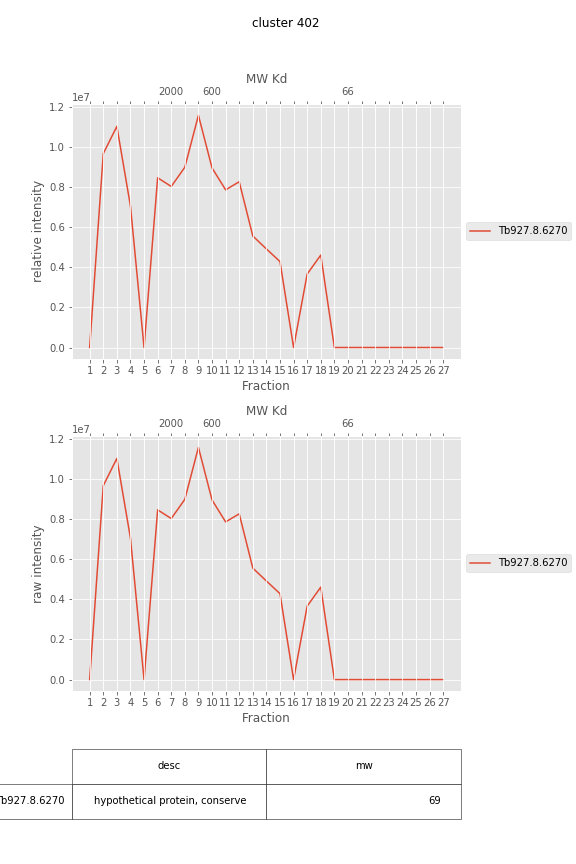 cluster 402
MW Kd
2000 600 66
1e7
1.2
1.0
0.8
0.6
0.4
0.2
0.0
relative intensity
Tb927.8.6270
1 2 3 4 5 6 7 8 9 10 11 12 13 14 15 16 17 18 19 20 21 22 23 24 25 26 27
Fraction
MW Kd
2000 600 66
1e7
1.2
1.0
0.8
0.6
0.4
0.2
0.0
raw intensity
Tb927.8.6270
1 2 3 4 5 6 7 8 9 10 11 12 13 14 15 16 17 18 19 20 21 22 23 24 25 26 27
Fraction
desc mw
b927.8.6270 hypothetical protein, conserve 69